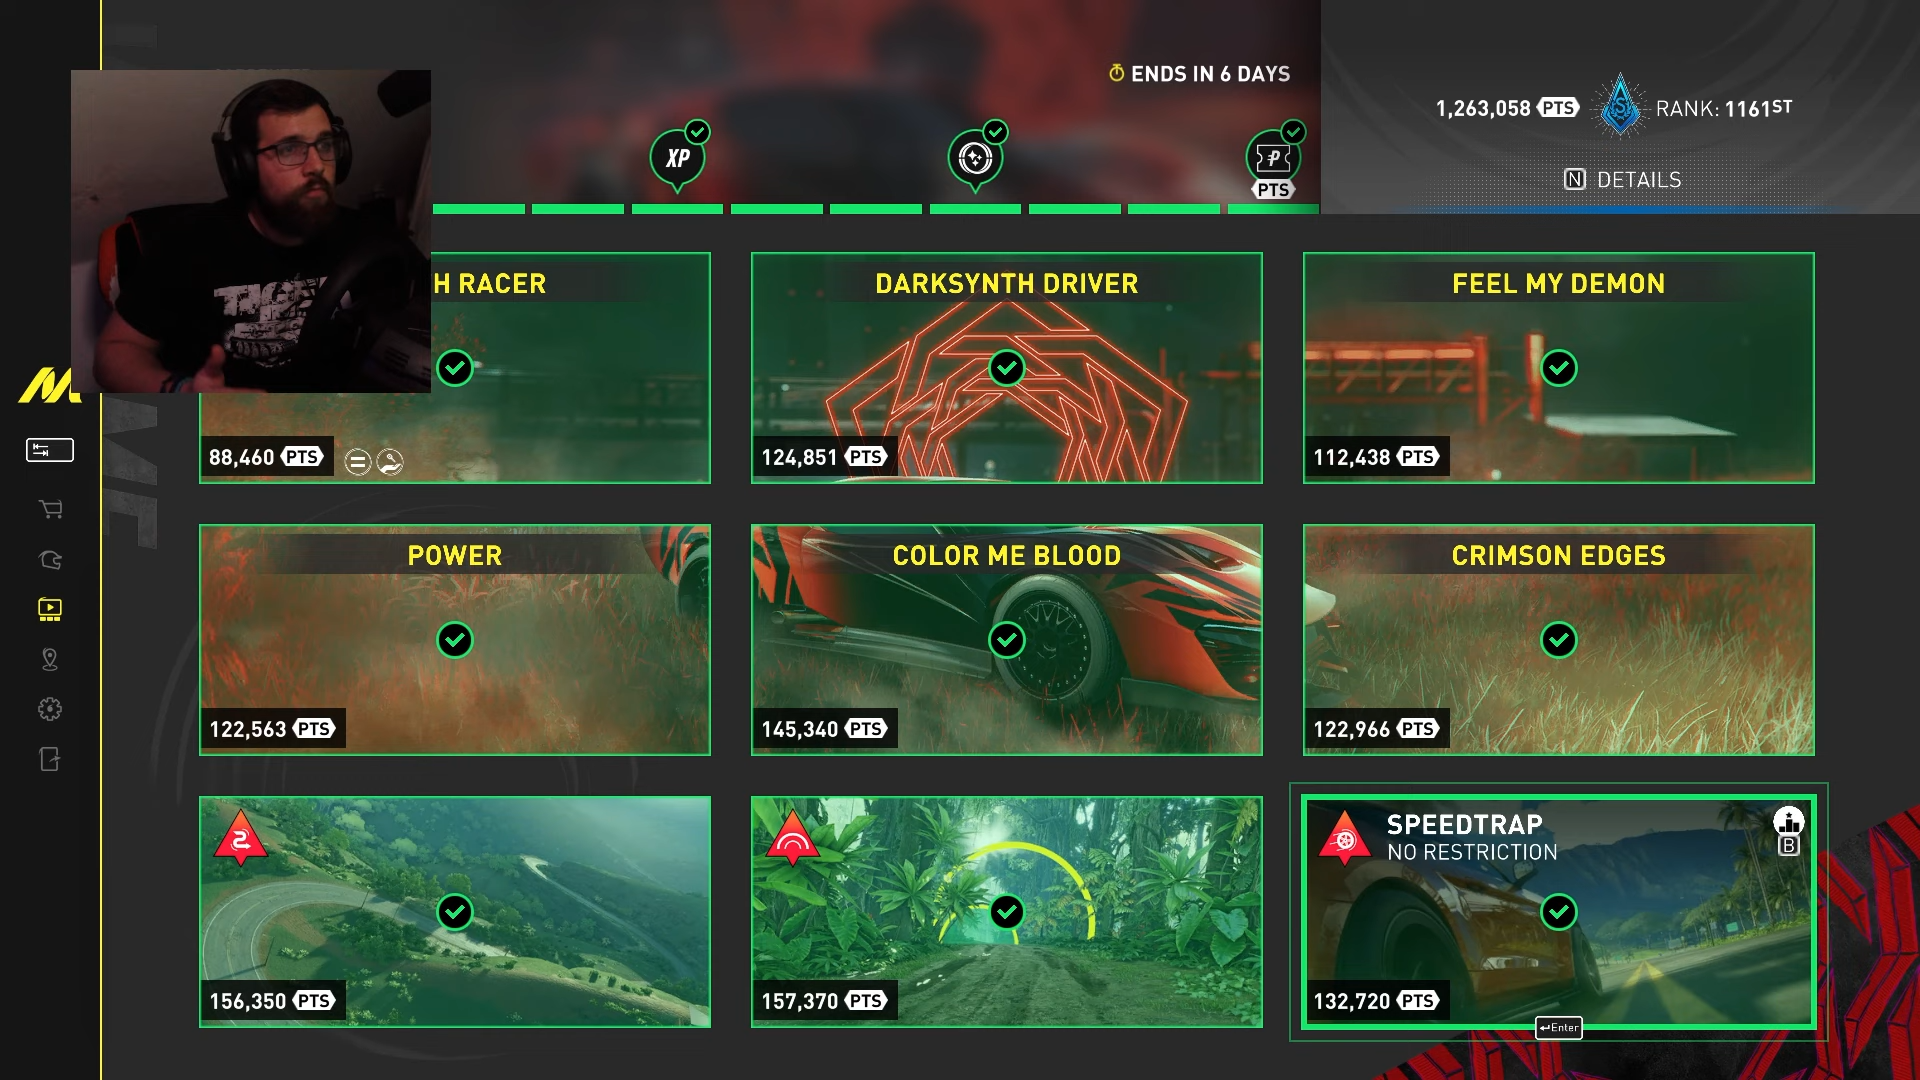 ENDS IN 6 DAYS
1,263,058 PTS RANK: 1161ST
N DETAILS
XP
PTS
H RACER
DARKSYNTH DRIVER
FEEL MY DEMON
88,460 PTS
124,851 PTS
112,438 PTS
POWER
COLOR ME BLOOD
CRIMSON EDGES
122,563 PTS
145,340 PTS
122,966 PTS
SPEEDTRAP
NO RESTRICTION
B
156,350 PTS
157,370 PTS
132,720 PTS
Enter